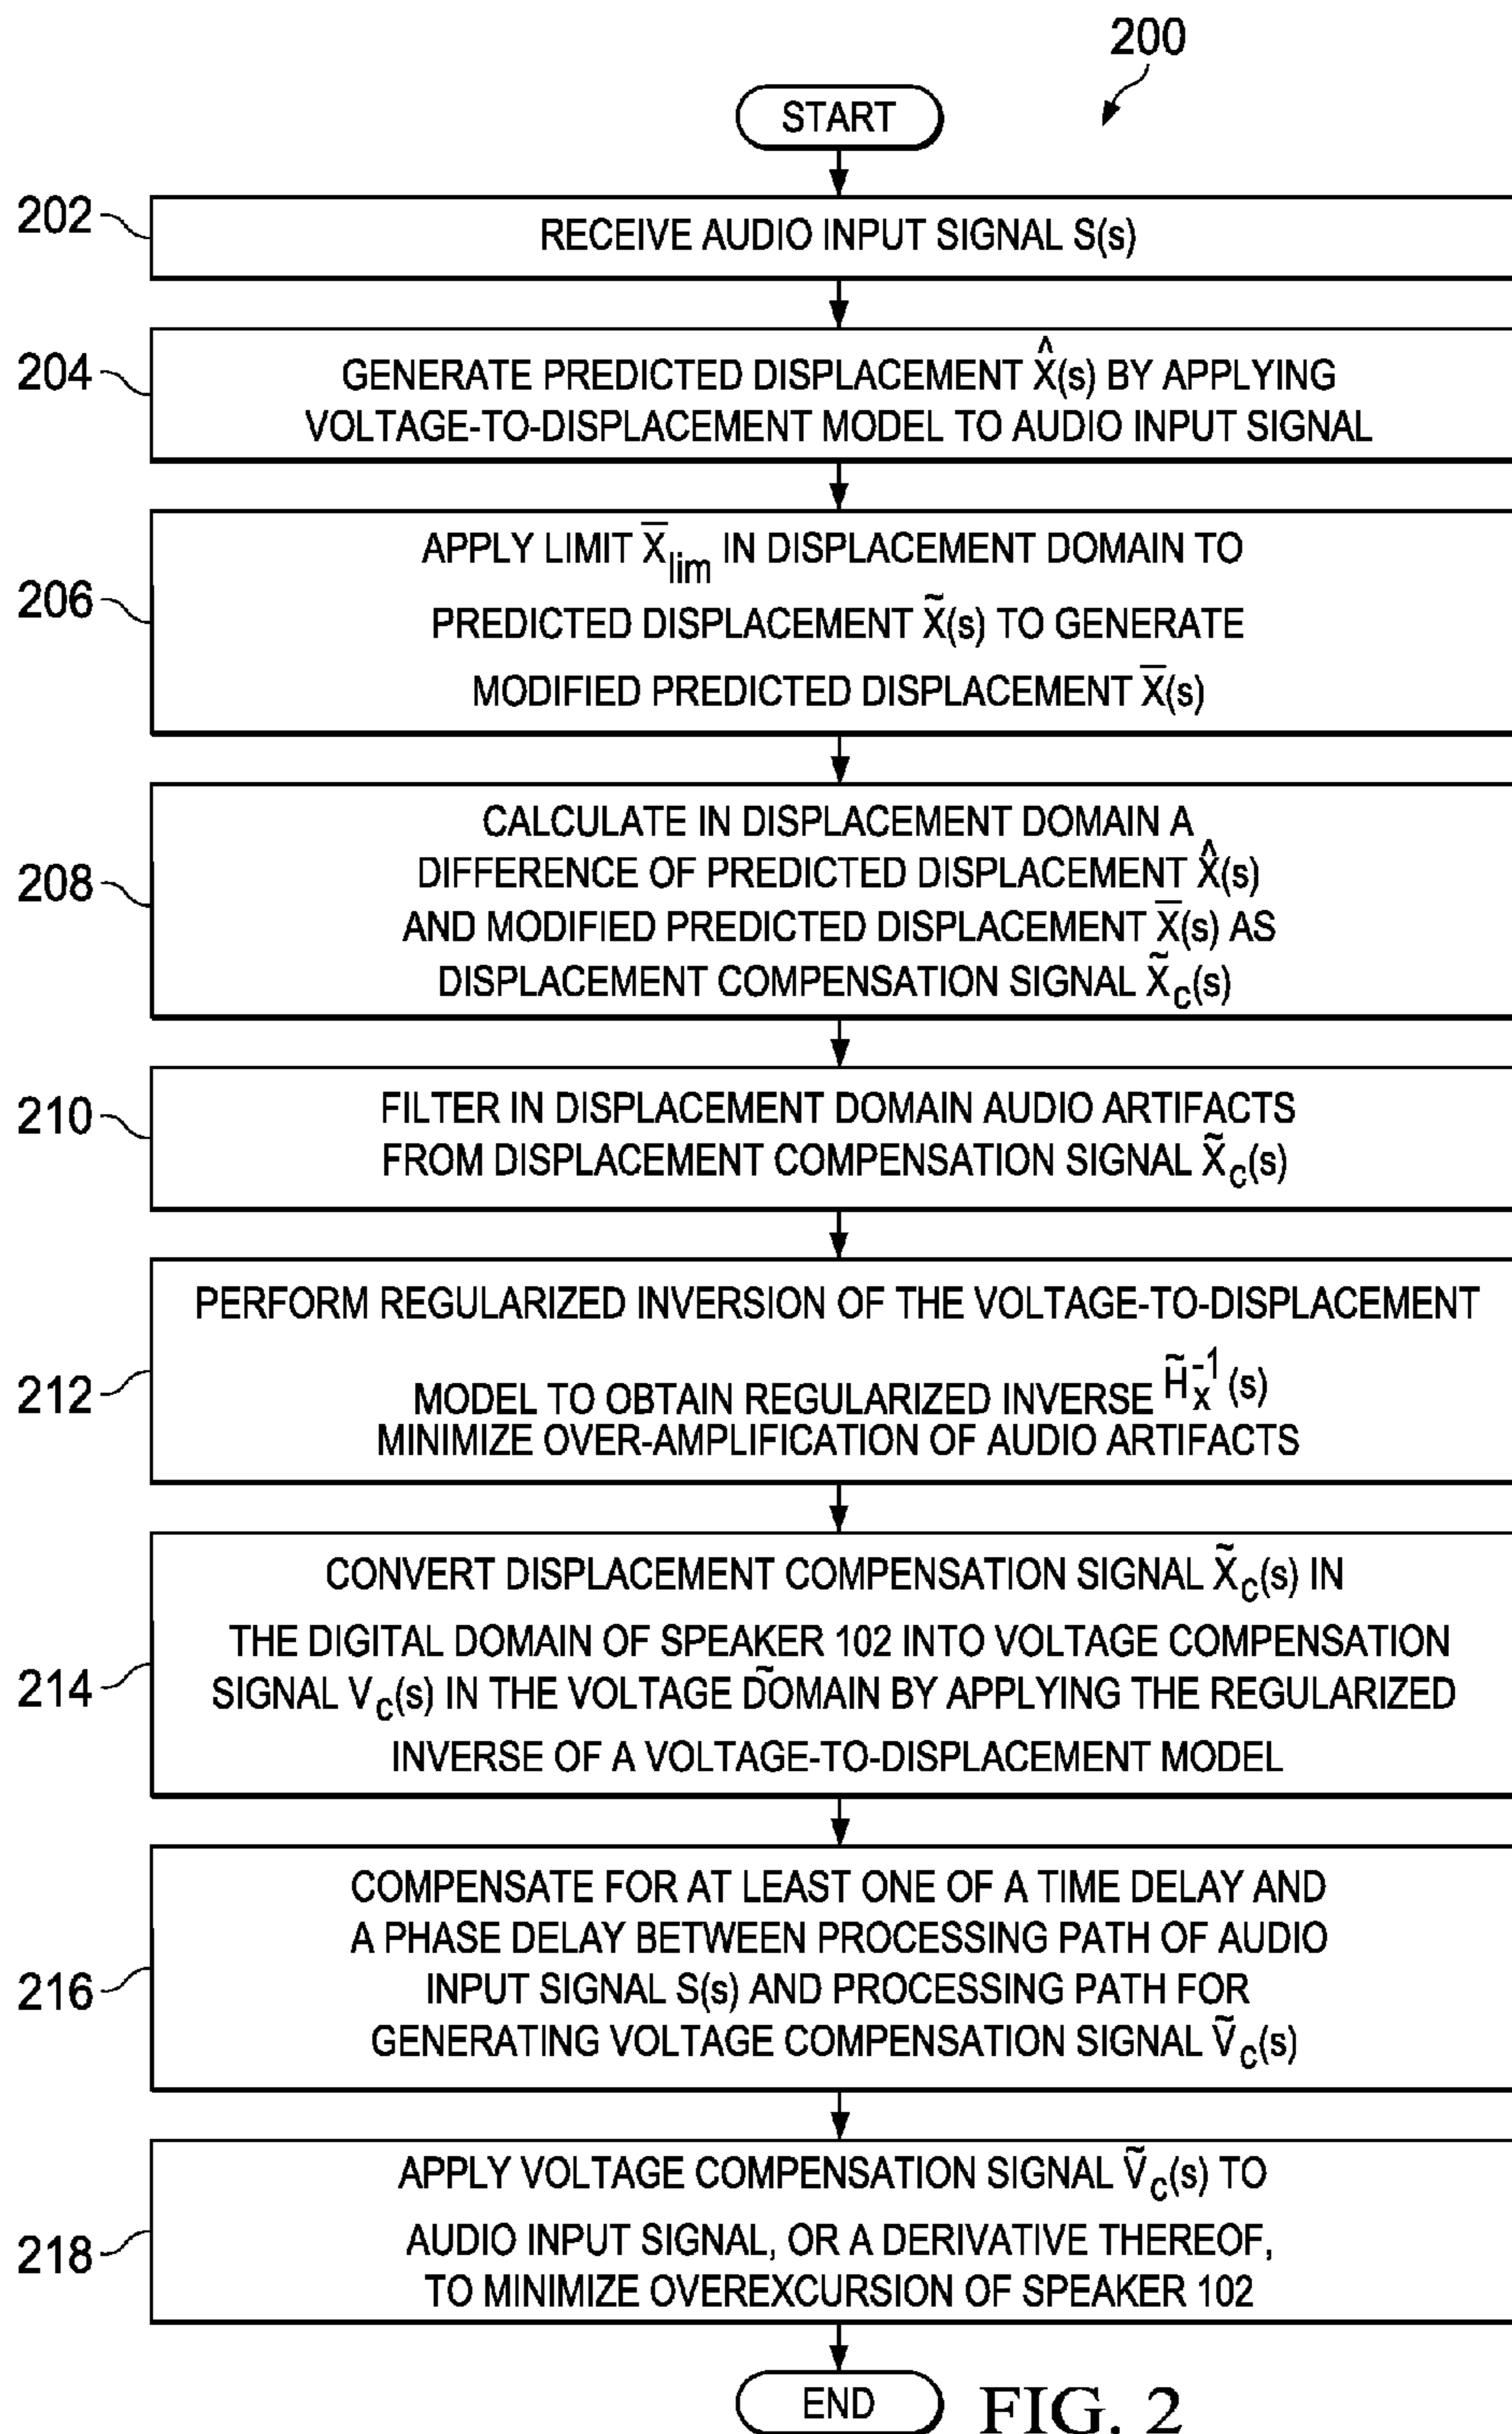 200
START
202
RECEIVE AUDIO INPUT SIGNAL S(s)
204
GENERATE PREDICTED DISPLACEMENT X̂(s) BY APPLYING
VOLTAGE-TO-DISPLACEMENT MODEL TO AUDIO INPUT SIGNAL
206
APPLY LIMIT X̅lim IN DISPLACEMENT DOMAIN TO
PREDICTED DISPLACEMENT X̃(s) TO GENERATE
MODIFIED PREDICTED DISPLACEMENT X̅(s)
208
CALCULATE IN DISPLACEMENT DOMAIN A
DIFFERENCE OF PREDICTED DISPLACEMENT X̂(s)
AND MODIFIED PREDICTED DISPLACEMENT X̅(s) AS
DISPLACEMENT COMPENSATION SIGNAL X̃c(s)
210
FILTER IN DISPLACEMENT DOMAIN AUDIO ARTIFACTS
FROM DISPLACEMENT COMPENSATION SIGNAL X̃c(s)
212
PERFORM REGULARIZED INVERSION OF THE VOLTAGE-TO-DISPLACEMENT
MODEL TO OBTAIN REGULARIZED INVERSE H̃x⁻¹(s)
MINIMIZE OVER-AMPLIFICATION OF AUDIO ARTIFACTS
214
CONVERT DISPLACEMENT COMPENSATION SIGNAL X̃c(s) IN
THE DIGITAL DOMAIN OF SPEAKER 102 INTO VOLTAGE COMPENSATION
SIGNAL Vc(s) IN THE VOLTAGE DÕMAIN BY APPLYING THE REGULARIZED
INVERSE OF A VOLTAGE-TO-DISPLACEMENT MODEL
216
COMPENSATE FOR AT LEAST ONE OF A TIME DELAY AND
A PHASE DELAY BETWEEN PROCESSING PATH OF AUDIO
INPUT SIGNAL S(s) AND PROCESSING PATH FOR
GENERATING VOLTAGE COMPENSATION SIGNAL Ṽc(s)
218
APPLY VOLTAGE COMPENSATION SIGNAL Ṽc(s) TO
AUDIO INPUT SIGNAL, OR A DERIVATIVE THEREOF,
TO MINIMIZE OVEREXCURSION OF SPEAKER 102
END
FIG. 2